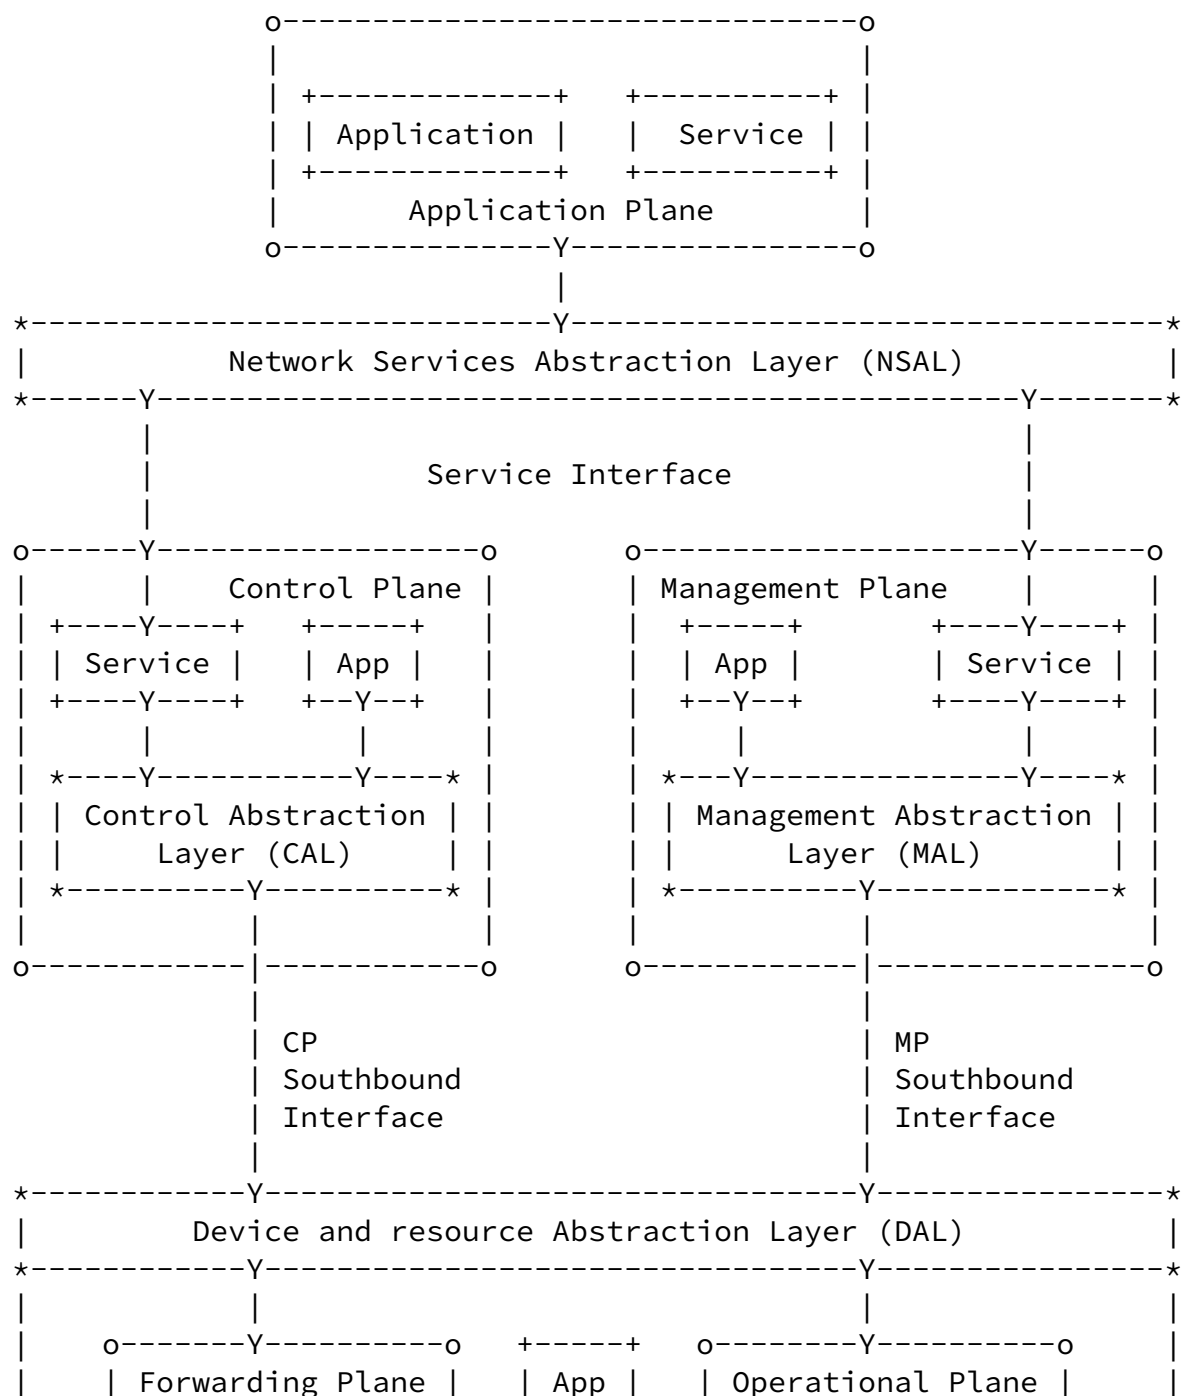 o--------------------------------o
|                                |
| +-------------+   +----------+ |
| | Application |   |  Service | |
| +-------------+   +----------+ |
|       Application Plane        |
o---------------Y----------------o
|
*-----------------------------Y---------------------------------*
|           Network Services Abstraction Layer (NSAL)           |
*------Y------------------------------------------------Y-------*
|                                                |
|               Service Interface                |
|                                                |
o------Y------------------o       o---------------------Y------o
|      |    Control Plane |       | Management Plane    |      |
| +----Y----+   +-----+   |       |  +-----+       +----Y----+ |
| | Service |   | App |   |       |  | App |       | Service | |
| +----Y----+   +--Y--+   |       |  +--Y--+       +----Y----+ |
|      |           |      |       |     |               |      |
| *----Y-----------Y----* |       | *---Y---------------Y----* |
| | Control Abstraction | |       | | Management Abstraction | |
| |     Layer (CAL)     | |       | |      Layer (MAL)       | |
| *----------Y----------* |       | *----------Y-------------* |
|            |            |       |            |               |
o------------|------------o       o------------|---------------o
|                                 |
| CP                              | MP
| Southbound                      | Southbound
| Interface                       | Interface
|                                 |
*------------Y---------------------------------Y----------------*
|         Device and resource Abstraction Layer (DAL)           |
*------------Y---------------------------------Y----------------*
|            |                                 |                |
|    o-------Y----------o   +-----+   o--------Y----------o     |
|    | Forwarding Plane |   | App |   | Operational Plane |     |